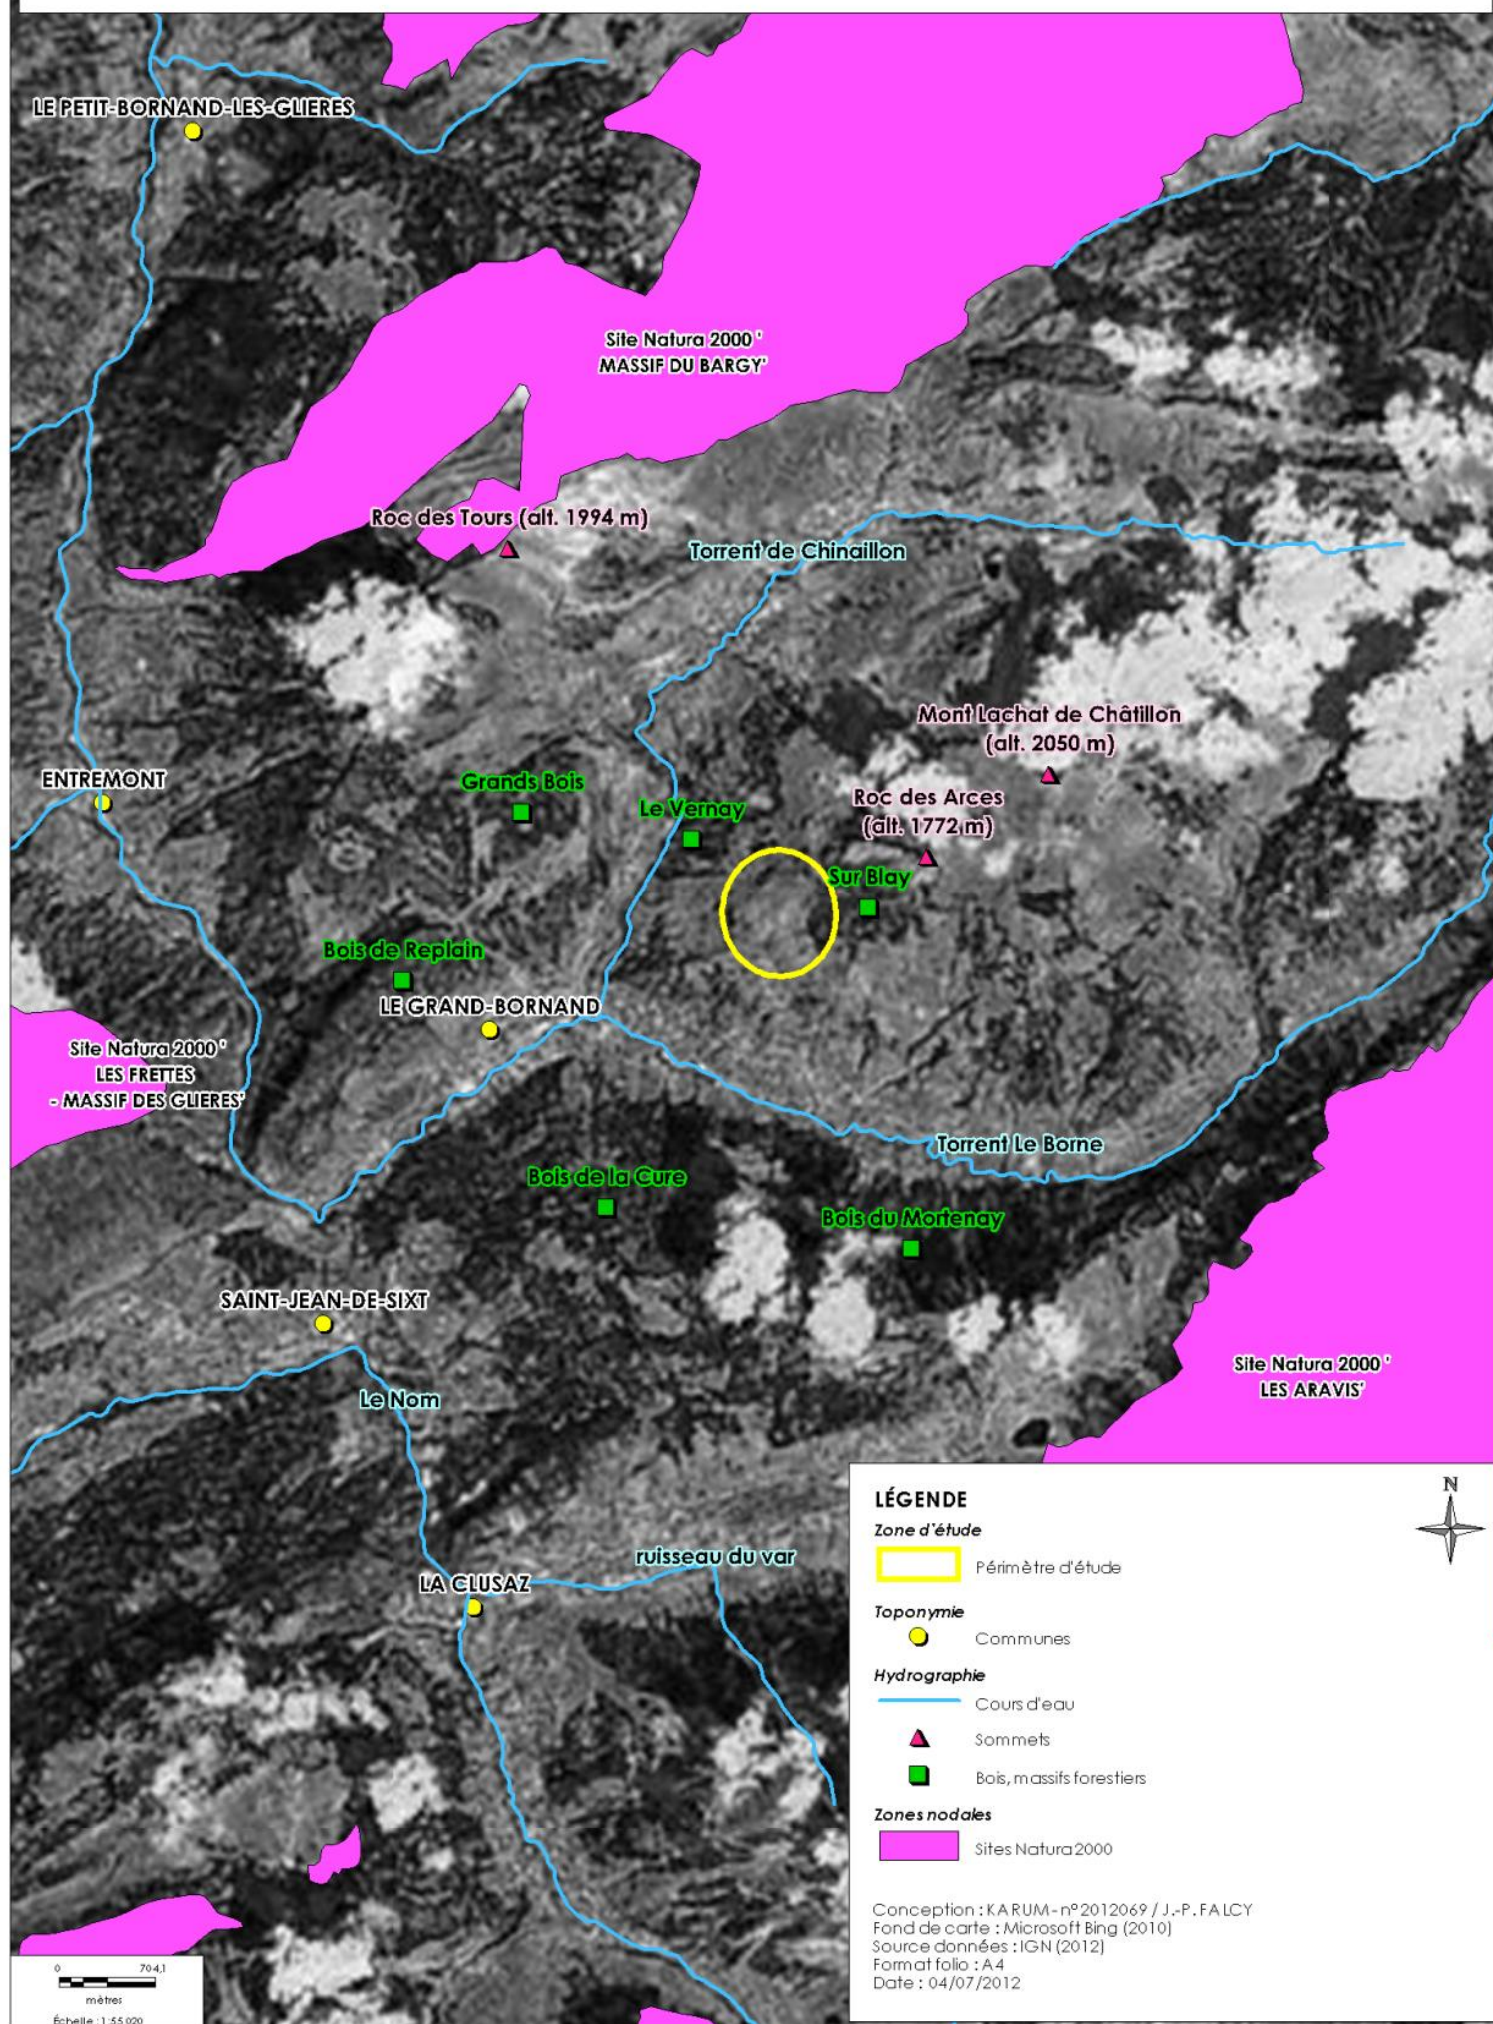 LE PETIT-BORNAND-LES-GLIERES
Site Natura 2000 '
MASSIF DU BARGY'
Roc des Tours (alt. 1994 m)
Torrent de Chinaillon
Mont Lachat de Châtillon
(alt. 2050 m)
ENTREMONT
Grands Bois
Le Vernay
Roc des Arces
(alt. 1772 m)
Sur Blay
Bois de Replain
LE GRAND-BORNAND
Site Natura 2000 '
LES FRETTES
- MASSIF DES GLIERES'
Torrent Le Borne
Bois de la Cure
Bois du Mortenay
SAINT-JEAN-DE-SIXT
Site Natura 2000 '
LES ARAVIS'
Le Nom
ruisseau du var
LA CLUSAZ
LÉGENDE
N
Zone d'étude
Périmètre d'étude
Toponymie
Communes
Hydrographie
Cours d'eau
Sommets
Bois, massifs forestiers
Zones nodales
Sites Natura 2000
Conception : KARUM - n° 2012069 / J.-P. FALCY
Fond de carte : Microsoft Bing (2010)
Source données : IGN (2012)
Format folio : A4
Date : 04/07/2012
0 704,1
mètres
Échelle : 1:55 020